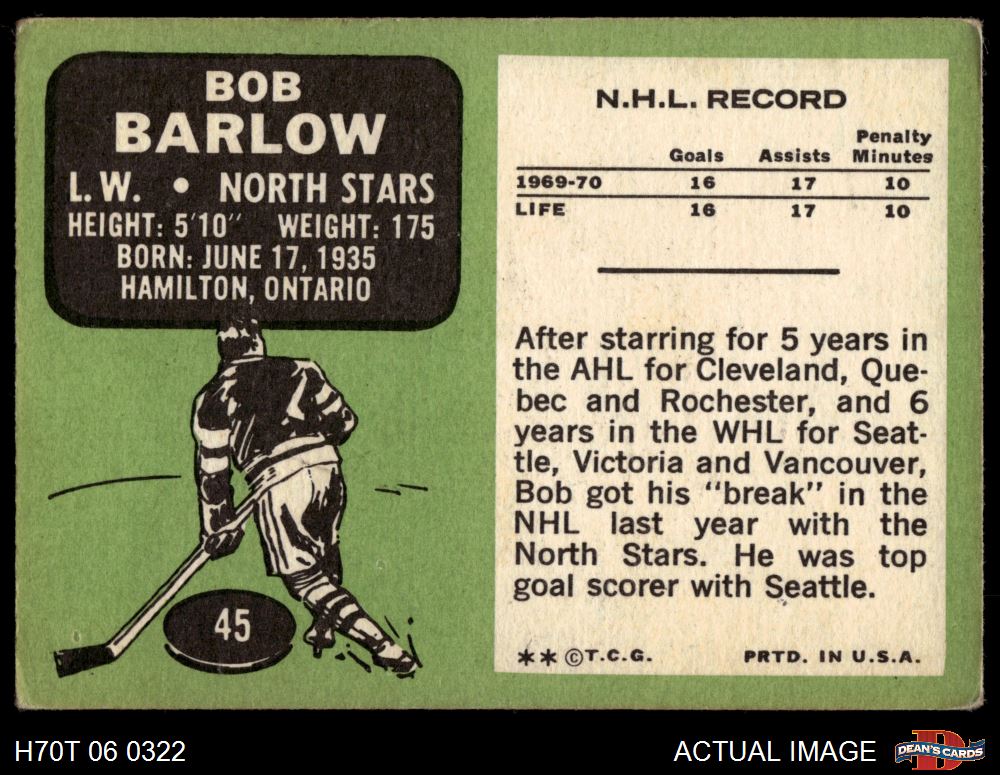 BOB
BARLOW
L.W. • NORTH STARS
HEIGHT: 5'10" WEIGHT: 175
BORN: JUNE 17, 1935
HAMILTON, ONTARIO
45
N.H.L. RECORD
Goals Assists Penalty Minutes
1969-70 16 17 10
LIFE 16 17 10
After starring for 5 years in
the AHL for Cleveland, Que-
bec and Rochester, and 6
years in the WHL for Seat-
tle, Victoria and Vancouver,
Bob got his "break" in the
NHL last year with the
North Stars. He was top
goal scorer with Seattle.
** ©T.C.G. PRTD. IN U.S.A.
H70T 06 0322
ACTUAL IMAGE
DEAN'S CARDS